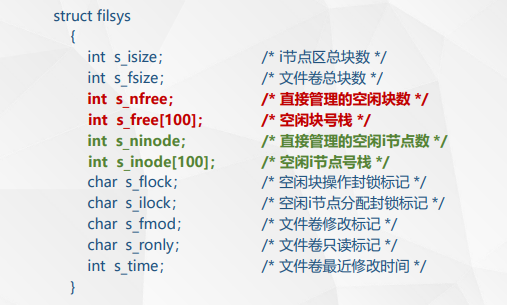 struct filsys
{
int s_isize; /* i节点区总块数 */
int s_fsize; /* 文件卷总块数 */
int s_nfree; /* 直接管理的空闲块数 */
int s_free[100]; /* 空闲块号栈 */
int s_ninode; /* 直接管理的空闲i节点数 */
int s_inode[100]; /* 空闲i节点号栈 */
char s_flock; /* 空闲块操作封锁标记 */
char s_ilock; /* 空闲i节点分配封锁标记 */
char s_fmod; /* 文件卷修改标记 */
char s_ronly; /* 文件卷只读标记 */
int s_time; /* 文件卷最近修改时间 */
}